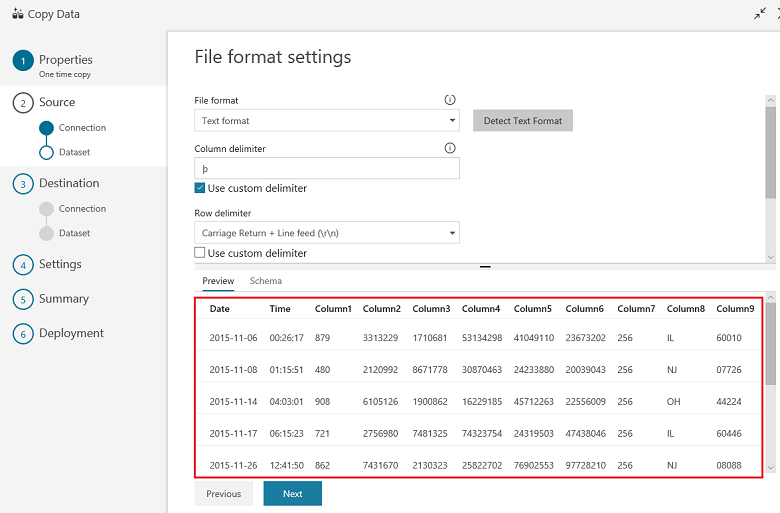 Copy Data
1 Properties
One time copy
2 Source
Connection
Dataset
3 Destination
Connection
Dataset
4 Settings
5 Summary
6 Deployment
File format settings
File format
Text format
Detect Text Format
Column delimiter
þ
Use custom delimiter
Row delimiter
Carriage Return + Line feed (\r\n)
Use custom delimiter
Preview Schema
Date Time Column1 Column2 Column3 Column4 Column5 Column6 Column7 Column8 Column9
2015-11-06 00:26:17 879 3313229 1710681 53134298 41049110 23673202 256 IL 60010
2015-11-08 01:15:51 480 2120992 8671778 30870463 24233880 20039043 256 NJ 07726
2015-11-14 04:03:01 908 6105126 1900862 16229185 45712263 22556009 256 OH 44224
2015-11-17 06:15:23 721 2756980 7481325 74323754 24319503 47438046 256 IL 60446
2015-11-26 12:41:50 862 7431670 2130323 25822702 76902553 97728210 256 NJ 08088
Previous Next